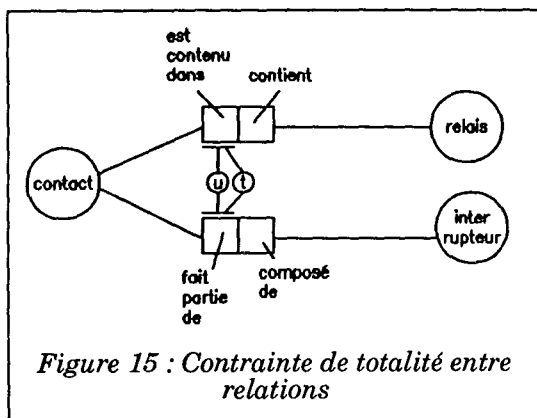 est
contenu
dans
contient
relais
contact
u
t
inter
rupteur
fait
partie
de
composé
de
Figure 15 : Contrainte de totalité entre
relations